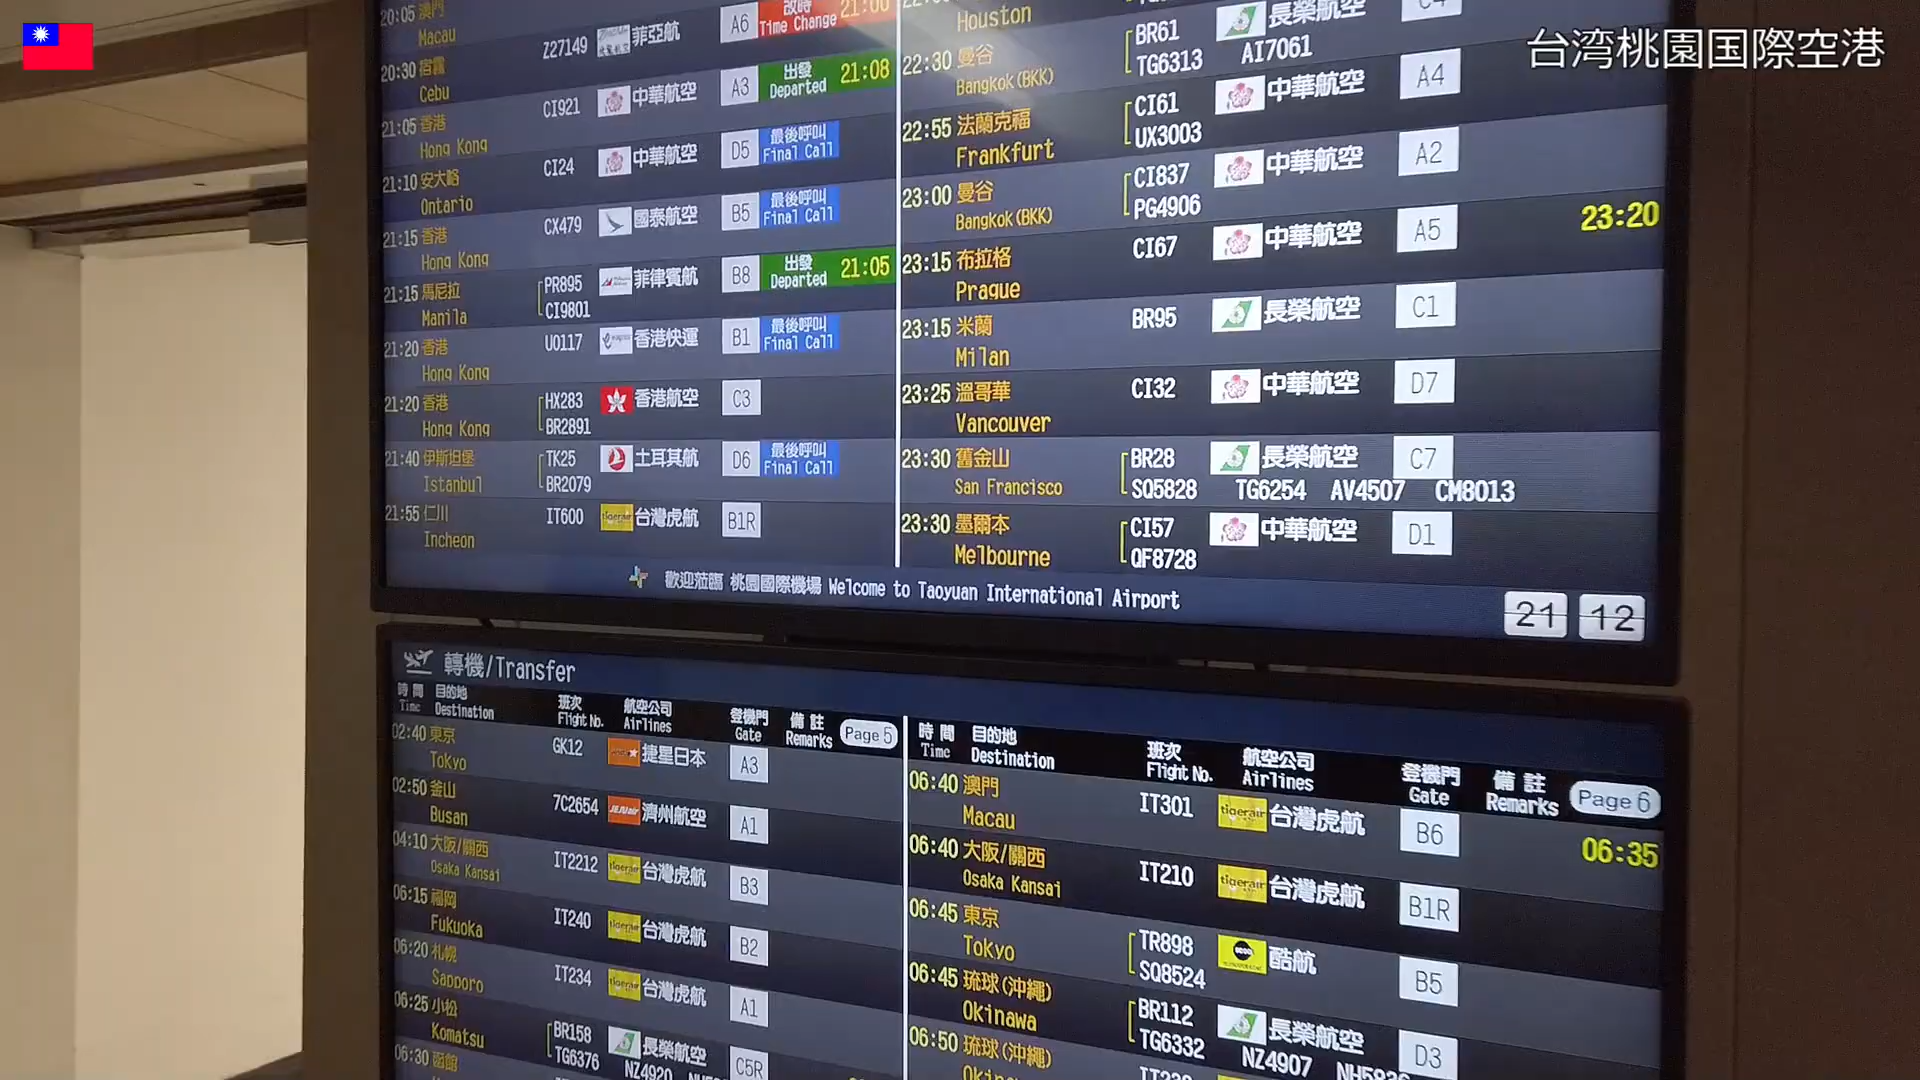 台湾桃園国際空港
20:05 澳門 Z27149 菲亞航 A6 改時 21:00
Macau Time Change
20:30 宿霧 CI921 中華航空 A3 出發 21:08
Cebu Departed
21:05 香港 CI921 中華航空 D5 最後呼叫
Hong Kong Final Call
21:10 安大略 CI24 國泰航空 B5 最後呼叫
Ontario Final Call
21:15 香港 CX479
Hong Kong
21:15 馬尼拉 PR895 菲律賓航 B8 出發 21:05
Manila CI9801 Departed
21:20 香港 UO117 香港快運 B1 最後呼叫
Hong Kong Final Call
21:20 香港 HX283 香港航空 C3
Hong Kong BR2891
21:40 伊斯坦堡 TK25 土耳其航 D6 最後呼叫
Istanbul BR2079 Final Call
21:55 仁川 IT600 台灣虎航 B1R
Incheon
Houston
22:30 曼谷 BR61 長榮航空 C4
Bangkok(BKK) TG6313 AI7061
22:55 法蘭克福 CI61 中華航空 A4
Frankfurt UX3003
23:00 曼谷 CI837 中華航空 A2
Bangkok(BKK) PG4906
23:15 布拉格 CI67 中華航空 A5 23:20
Prague
23:15 米蘭 BR95 長榮航空 C1
Milan
23:25 溫哥華 CI32 中華航空 D7
Vancouver
23:30 舊金山 BR28 長榮航空 C7
San Francisco SQ5828 TG6254 AV4507 CM8013
23:30 墨爾本 CI57 中華航空 D1
Melbourne QF8728
歡迎蒞臨 桃園國際機場 Welcome to Taoyuan International Airport
21 12
轉機/Transfer
時間 目的地 班次 航空公司 登機門 備註 Page 5
Time Destination Flight No. Airlines Gate Remarks
02:40 東京 GK12 捷星日本 A3
Tokyo
02:50 釜山 7C2654 濟州航空 A1
Busan
04:10 大阪/關西 IT2212 tigerair 台灣虎航 B3
Osaka Kansai
06:15 福岡 IT240 tigerair 台灣虎航 B2
Fukuoka
06:20 札幌 IT234 tigerair 台灣虎航 A1
Sapporo
06:25 小松 BR158 長榮航空 C5R
Komatsu TG6376 NZ4920
06:30 函館
時間 目的地 班次 航空公司 登機門 備註 Page 6
Time Destination Flight No. Airlines Gate Remarks
06:40 澳門 IT301 tigerair 台灣虎航 B6 06:35
Macau
06:40 大阪/關西 IT210 tigerair 台灣虎航 B1R
Osaka Kansai
06:45 東京 TR898 酷航 B5
Tokyo SQ8524
06:45 琉球(沖繩) BR112 長榮航空 D3
Okinawa TG6332 NZ4907
06:50 琉球(沖繩)